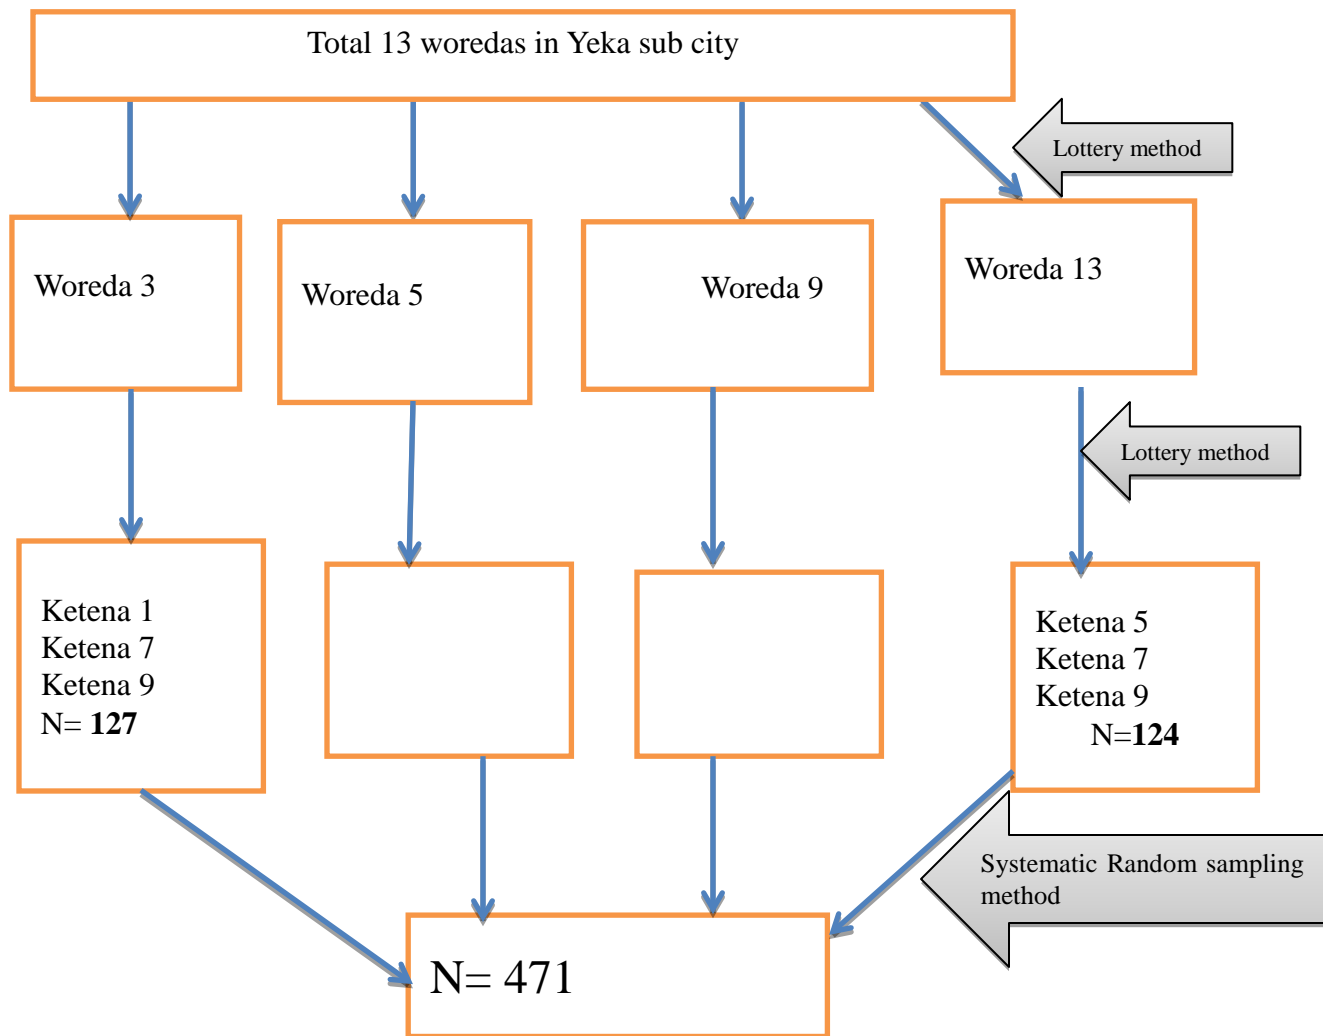 Total 13 woredas in Yeka sub city
Lottery method
Woreda 3
Woreda 5
Woreda 9
Woreda 13
Lottery method
Ketena 1
Ketena 7
Ketena 9
N= 127
Ketena 5
Ketena 7
Ketena 9
N=124
Systematic Random sampling
method
N= 471